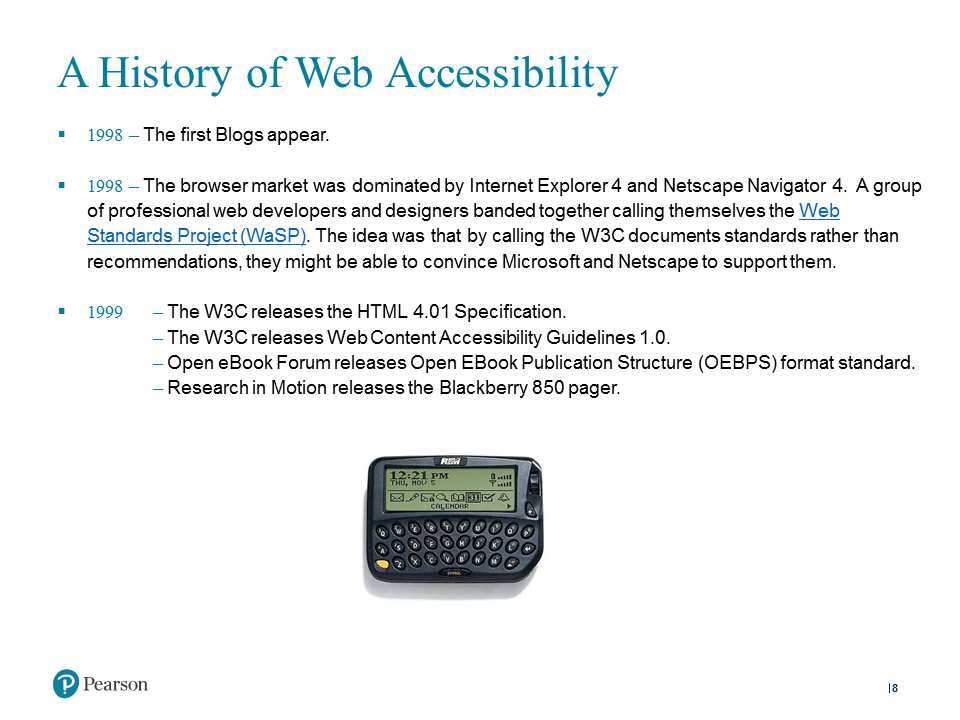 A History of Web Accessibility
▪ 1998 – The first Blogs appear.
▪ 1998 – The browser market was dominated by Internet Explorer 4 and Netscape Navigator 4.  A group
of professional web developers and designers banded together calling themselves the Web
Standards Project (WaSP). The idea was that by calling the W3C documents standards rather than
recommendations, they might be able to convince Microsoft and Netscape to support them.
▪ 1999 – The W3C releases the HTML 4.01 Specification.
– The W3C releases Web Content Accessibility Guidelines 1.0.
– Open eBook Forum releases Open EBook Publication Structure (OEBPS) format standard.
– Research in Motion releases the Blackberry 850 pager.
RIM
12:21 PM
THU, NOV 5
31
CALENDAR
Q W E R T Y U I O P
A S D F G H J K L
Z X C V B N M
P Pearson
|8